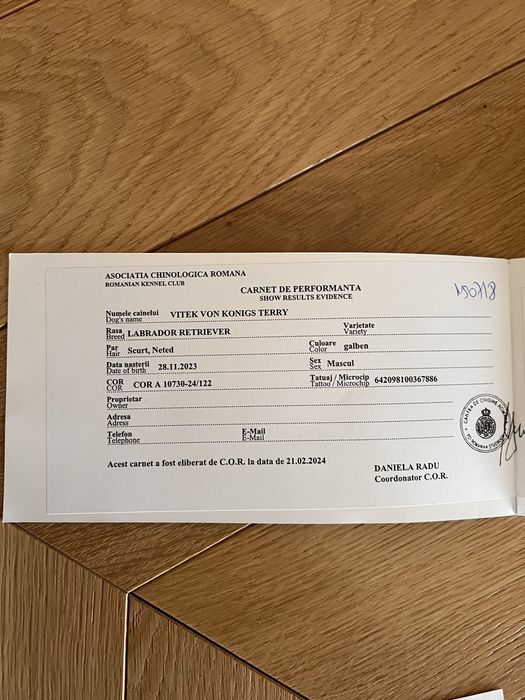 ASOCIATIA CHINOLOGICA ROMANA
ROMANIAN KENNEL CLUB
CARNET DE PERFORMANTA
SHOW RESULTS EVIDENCE
Numele cainelui VITEK VON KONIGS TERRY
Dog's name
Rasa LABRADOR RETRIEVER Varietate
Breed Variety
Par Scurt, Neted Culoare galben
Hair Color
Data nasterii 28.11.2023 Sex Mascul
Date of birth Sex
COR COR A 10730-24/122 Tatuaj / Microcip 642098100367886
COR Tattoo / Microchip
Proprietar
Owner
Adresa
Adress
Telefon E-Mail
Telephone E-Mail
Acest carnet a fost eliberat de C.O.R. la data de 21.02.2024
DANIELA RADU
Coordonator C.O.R.
CARTEA DE ORIGINE